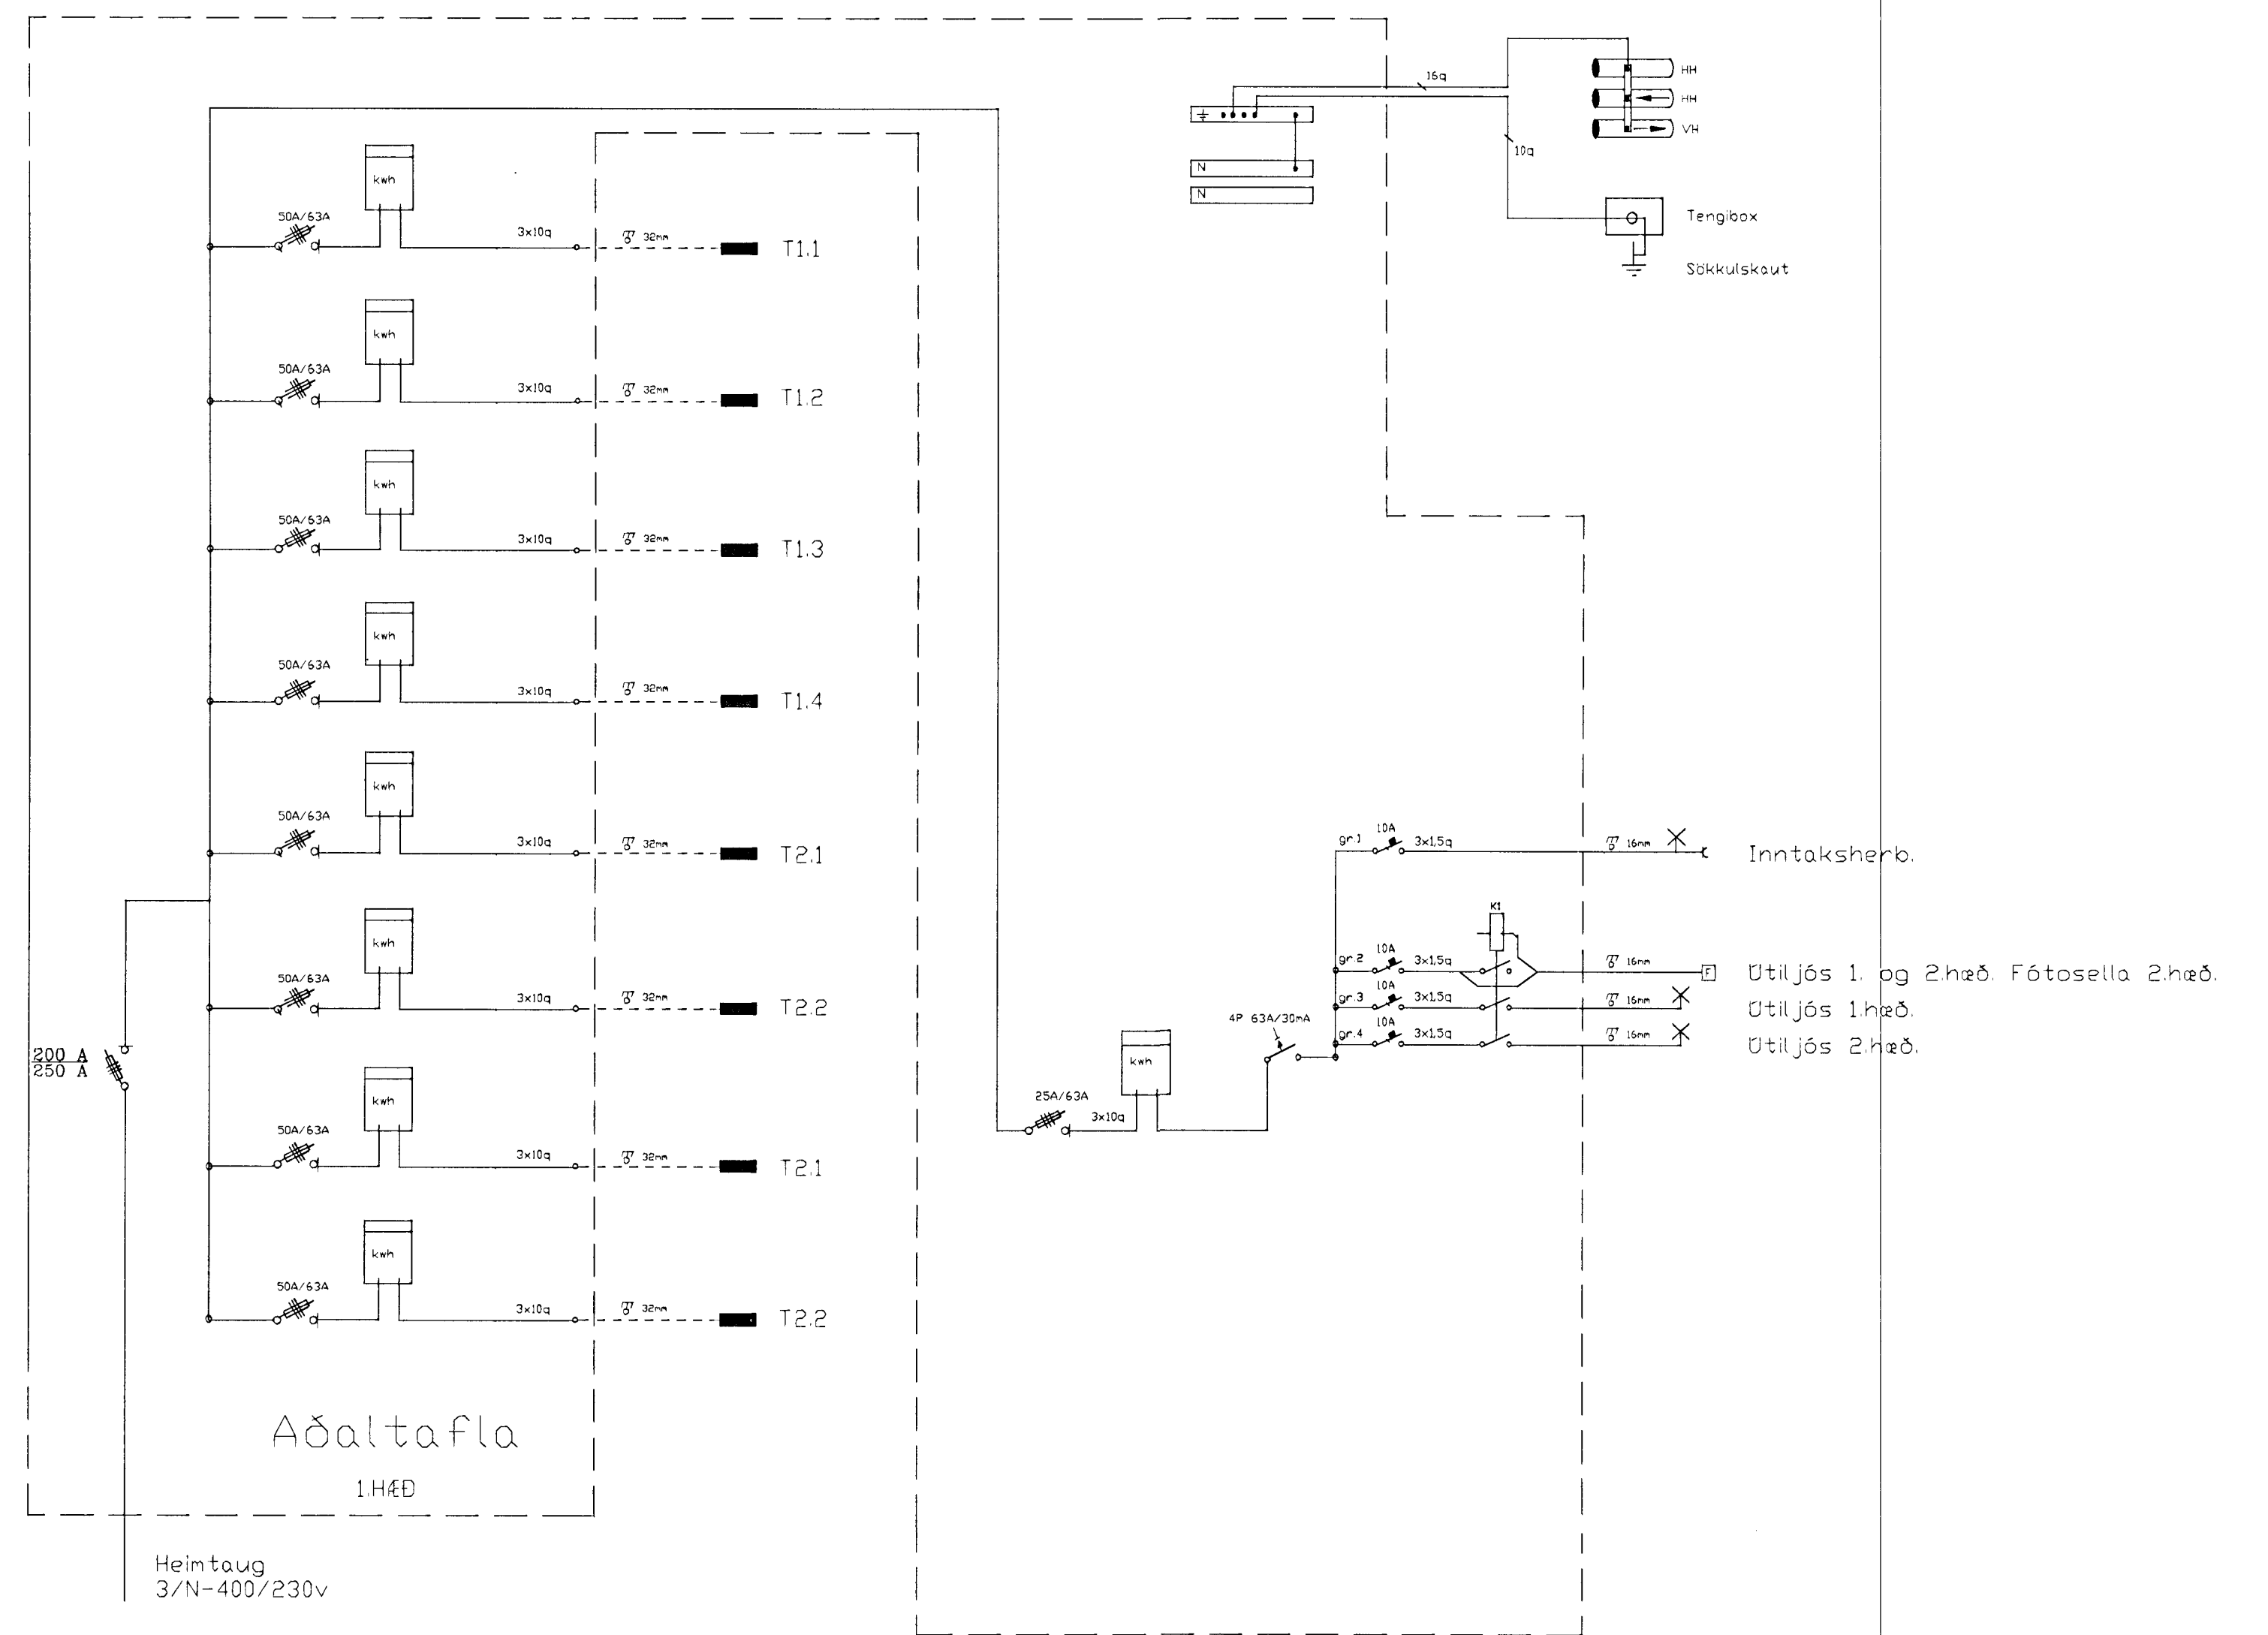 16q
HH
HH
VH
10q
N
N
Tengibox
Sökkulskaut
kwh
50A/63A
3x10q
32mm
T1.1
kwh
50A/63A
3x10q
32mm
T1.2
kwh
50A/63A
3x10q
32mm
T1.3
kwh
50A/63A
3x10q
32mm
T1.4
kwh
50A/63A
3x10q
32mm
T2.1
kwh
50A/63A
3x10q
32mm
T2.2
kwh
50A/63A
3x10q
32mm
T2.1
kwh
50A/63A
3x10q
32mm
T2.2
200 A
250 A
Aðaltafla
1.HÆÐ
Heimtaug
3/N-400/230v
25A/63A
3x10q
kwh
4P 63A/30mA
gr.1
10A
3x1,5q
16mm
Inntaksherb.
K1
gr.2
10A
3x1,5q
16mm
F
Útiljós 1. og 2.hæð. Fótosella 2.hæð.
gr.3
10A
3x1,5q
16mm
Útiljós 1.hæð.
gr.4
10A
3x1,5q
16mm
Útiljós 2.hæð.